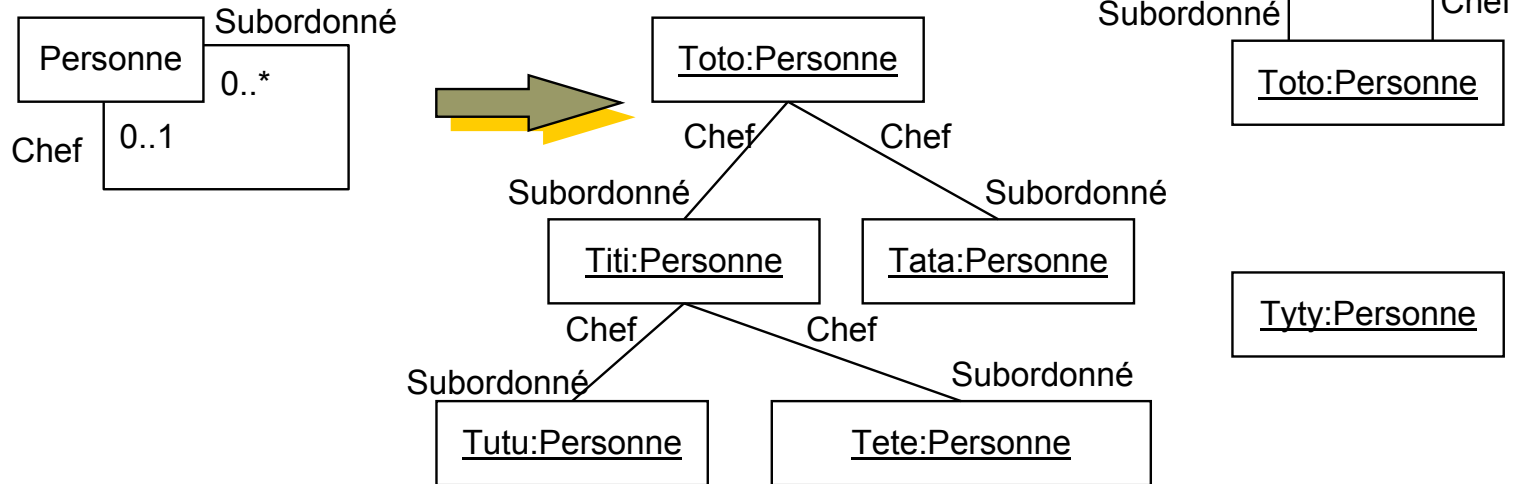 Subordonné
Personne
0..*
0..1
Chef
Toto:Personne
Chef
Chef
Subordonné
Subordonné
Titi:Personne
Tata:Personne
Chef
Chef
Subordonné
Subordonné
Tutu:Personne
Tete:Personne
Subordonné
Chef
Toto:Personne
Tyty:Personne